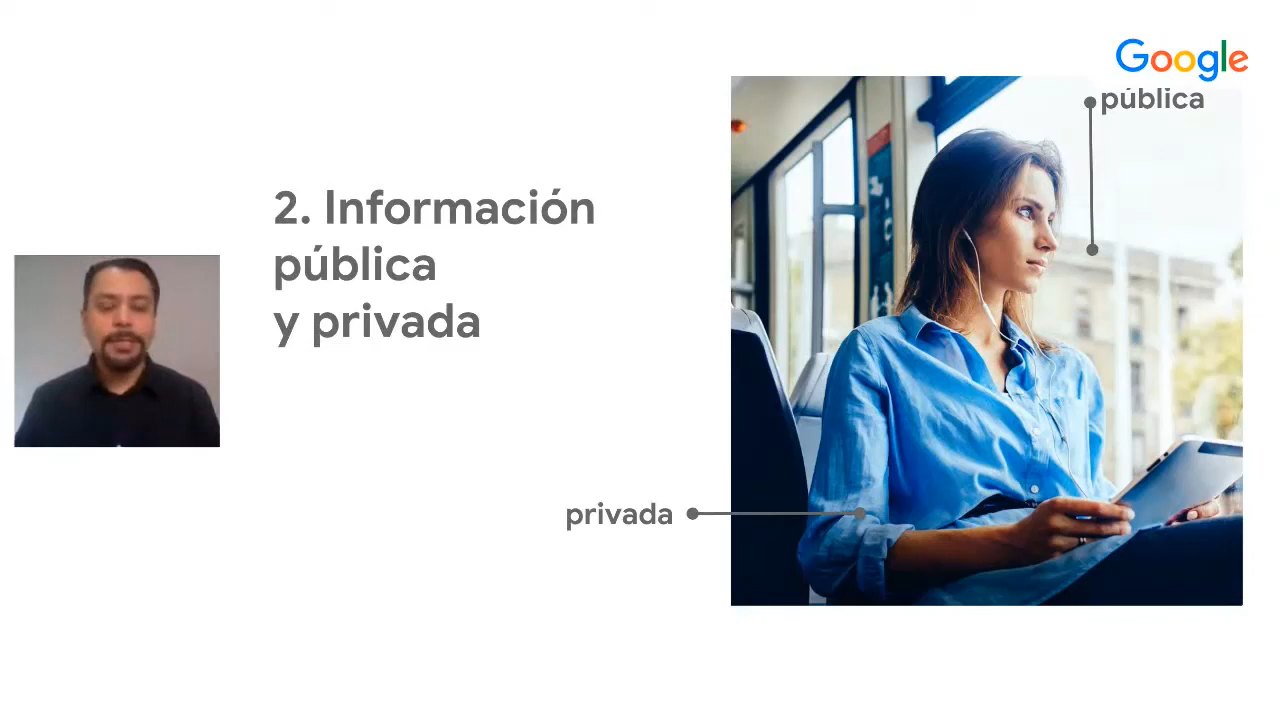 Google
pública
2. Información
pública
y privada
privada